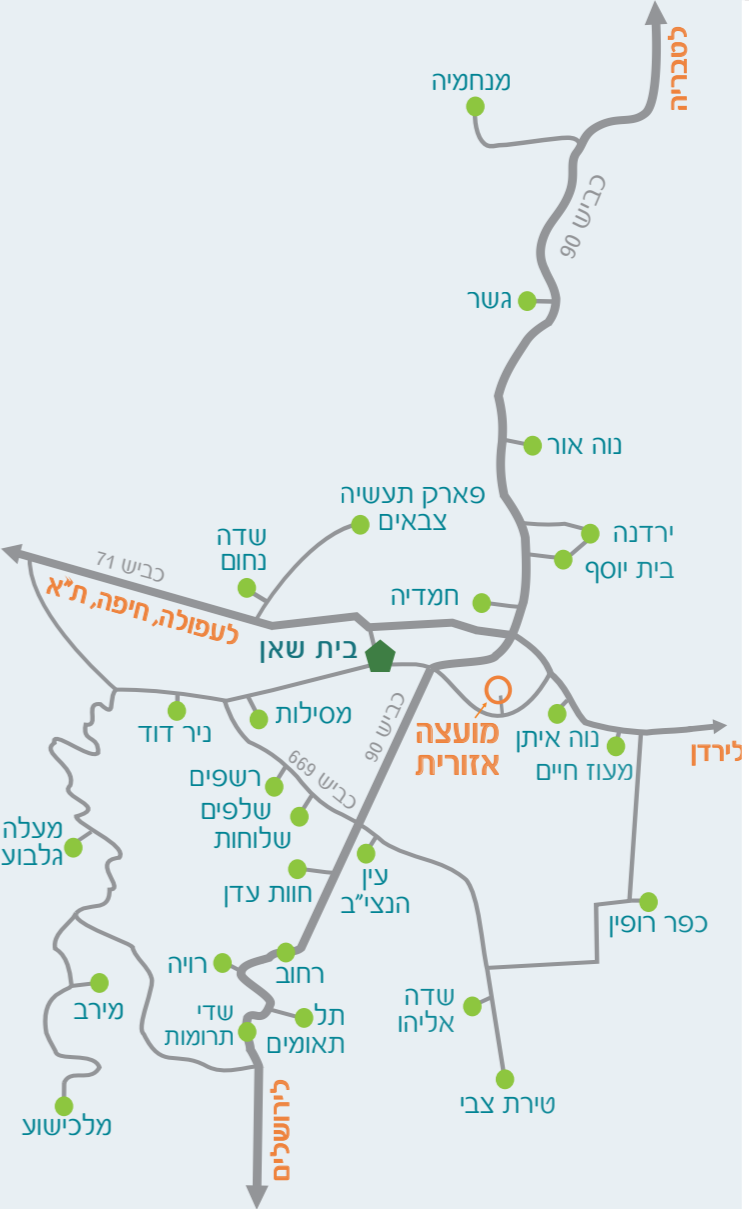 לטבריה
מנחמיה
כביש 90
גשר
נוה אור
פארק תעשיה
צבאים
ירדנה
בית יוסף
שדה
נחום
כביש 71
לעפולה, חיפה, ת"א
חמדיה
בית שאן
מסילות
ניר דוד
כביש 90
מועצה
אזורית
נוה איתן
מעוז חיים
לירדן
כביש 669
רשפים
שלפים
שלוחות
מעלה
גלבוע
חוות עדן
עין
הנצי"ב
כפר רופין
רויה
רחוב
מירב
שדי
תרומות
תל
תאומים
שדה
אליהו
טירת צבי
מלכישוע
לירושלים